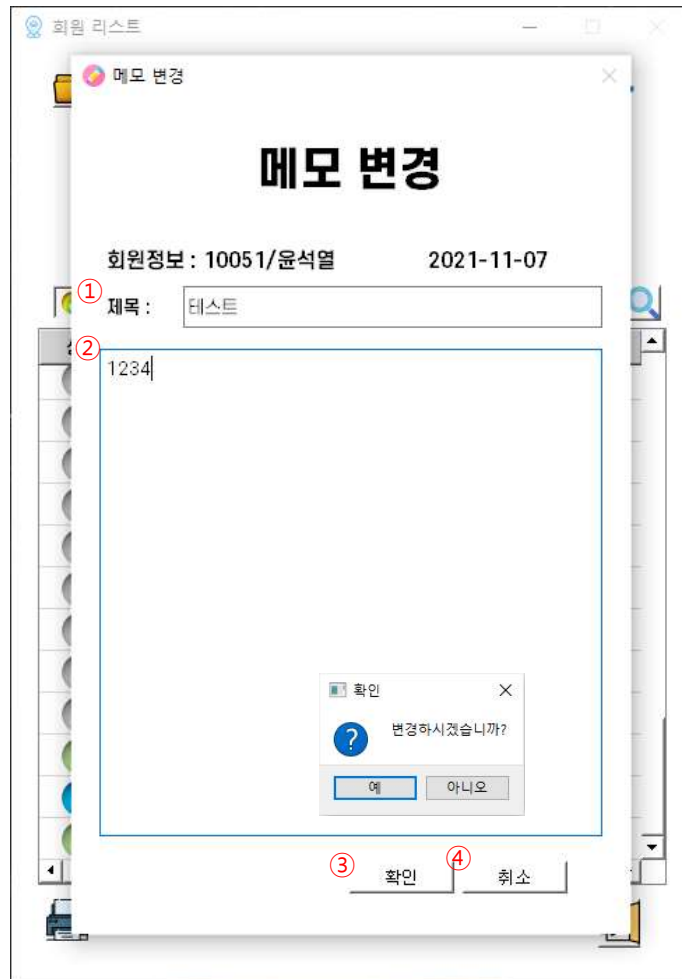 회원 리스트
메모 변경
메모 변경
회원정보 : 10051/윤석열 2021-11-07
① 제목 : 테스트
②
1234
확인
변경하시겠습니까?
예 아니오
③ 확인 ④ 취소